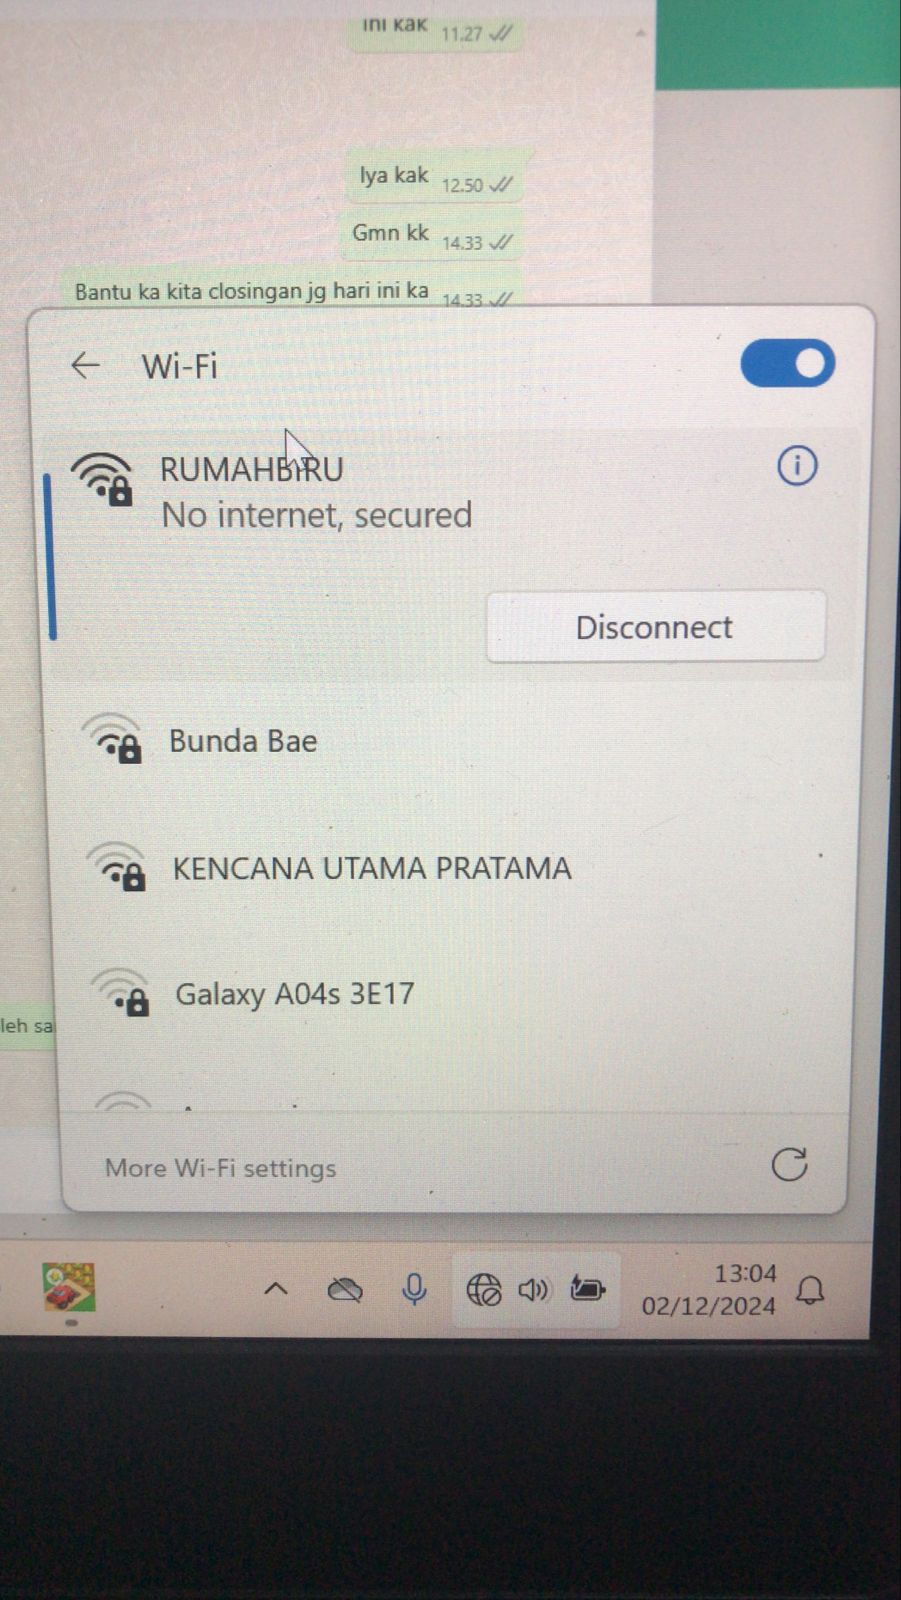 ini kak 11.27
Iya kak 12.50
Gmn kk 14.33
Bantu ka kita closingan jg hari ini ka 14.33
Wi-Fi
RUMAHBIRU
No internet, secured
Disconnect
Bunda Bae
KENCANA UTAMA PRATAMA
Galaxy A04s 3E17
leh sa
More Wi-Fi settings
13:04
02/12/2024